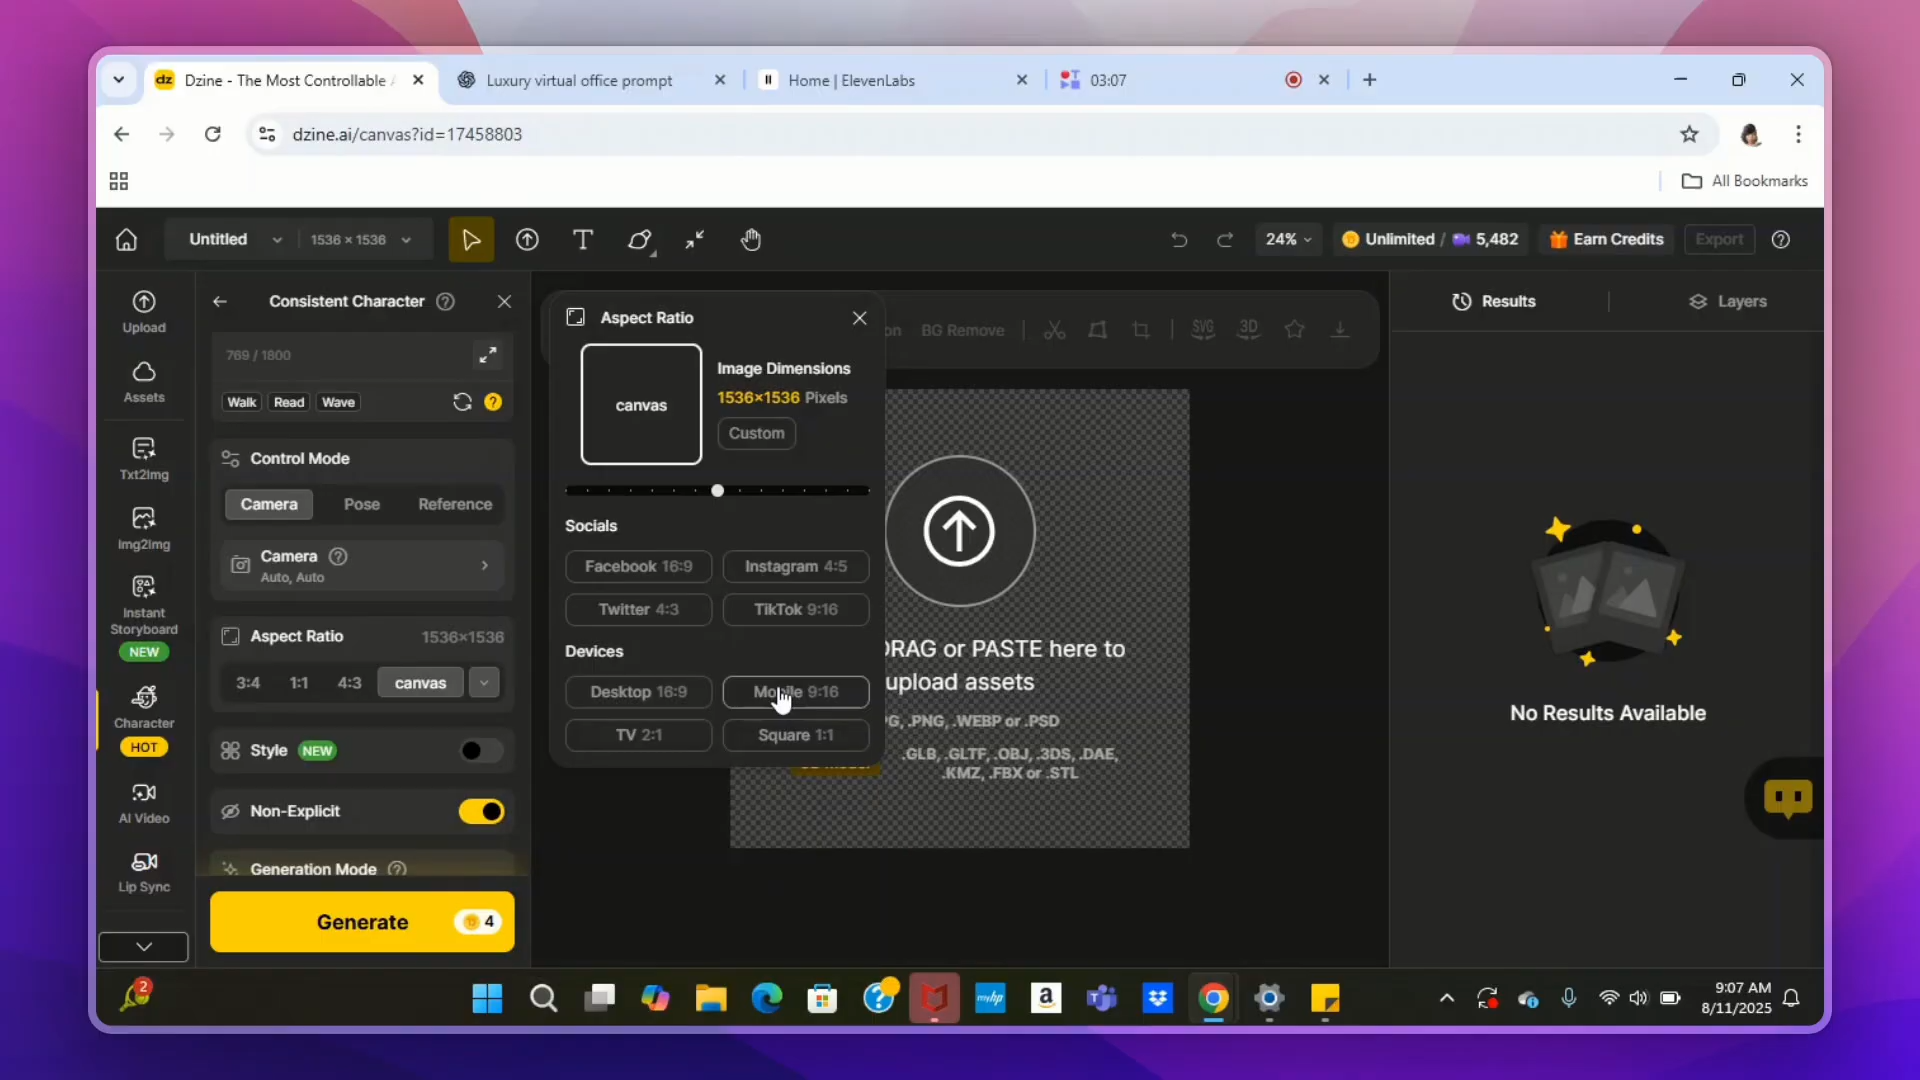 dz Dzine - The Most Controllable
Luxury virtual office prompt
Home | ElevenLabs
03:07
dzine.ai/canvas?id=17458803
All Bookmarks
Untitled
1536 × 1536
24%
Unlimited / 5,482
Earn Credits
Export
Upload
Assets
Txt2Img
Img2Img
Instant
Storyboard
NEW
Character
HOT
AI Video
Lip Sync
Consistent Character
769 / 1800
Walk Read Wave
Control Mode
Camera Pose Reference
Camera
Auto, Auto
Aspect Ratio 1536×1536
3:4 1:1 4:3 canvas
Style NEW
Non-Explicit
Generation Mode
Generate 4
Aspect Ratio
canvas
Image Dimensions
1536×1536 Pixels
Custom
Socials
Facebook 16:9 Instagram 4:5
Twitter 4:3 TikTok 9:16
Devices
Desktop 16:9 Mobile 9:16
TV 2:1 Square 1:1
BG Remove
SVG
3D
DRAG or PASTE here to
upload assets
.PNG, .WEBP or .PSD
.GLB, .GLTF, .OBJ, .3DS, .DAE,
.KMZ, .FBX or .STL
Results
Layers
No Results Available
2
myhp
a
9:07 AM
8/11/2025